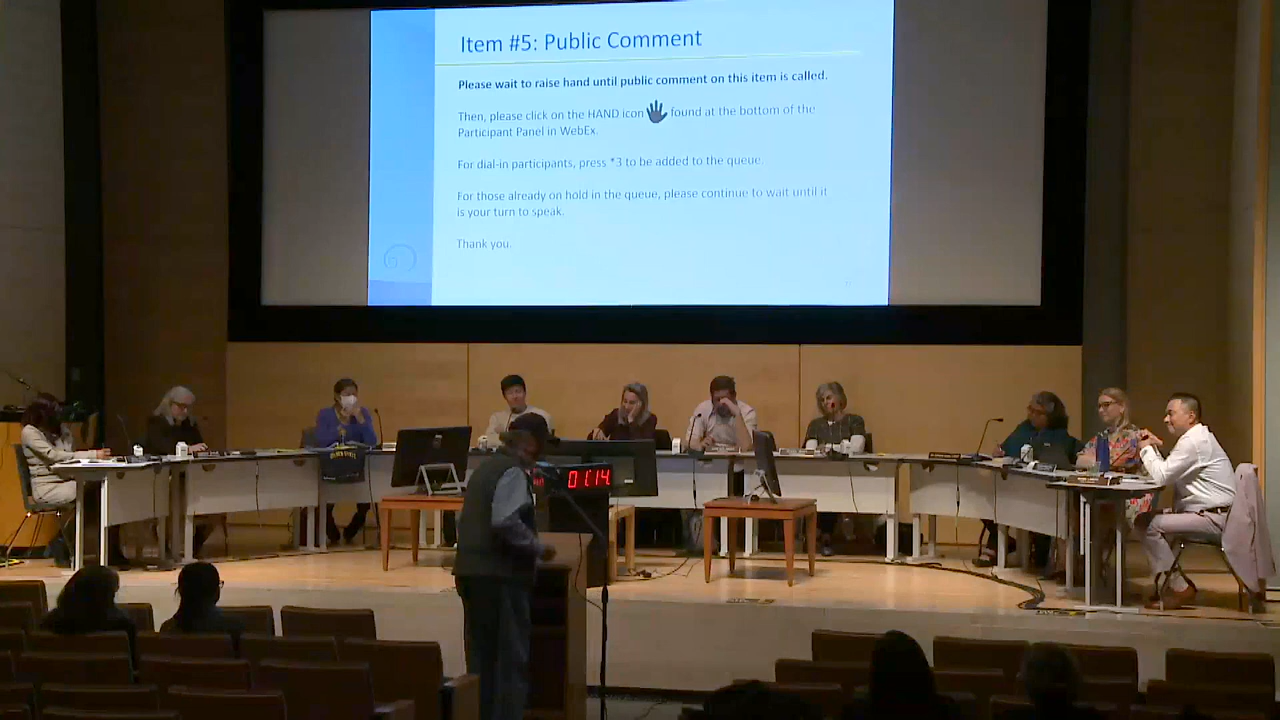 Item #5: Public Comment
Please wait to raise hand until public comment on this item is called.
Then, please click on the HAND icon found at the bottom of the
Participant Panel in WebEx.
For dial-in participants, press *3 to be added to the queue.
For those already on hold in the queue, please continue to wait until it
is your turn to speak.
Thank you.
01:14